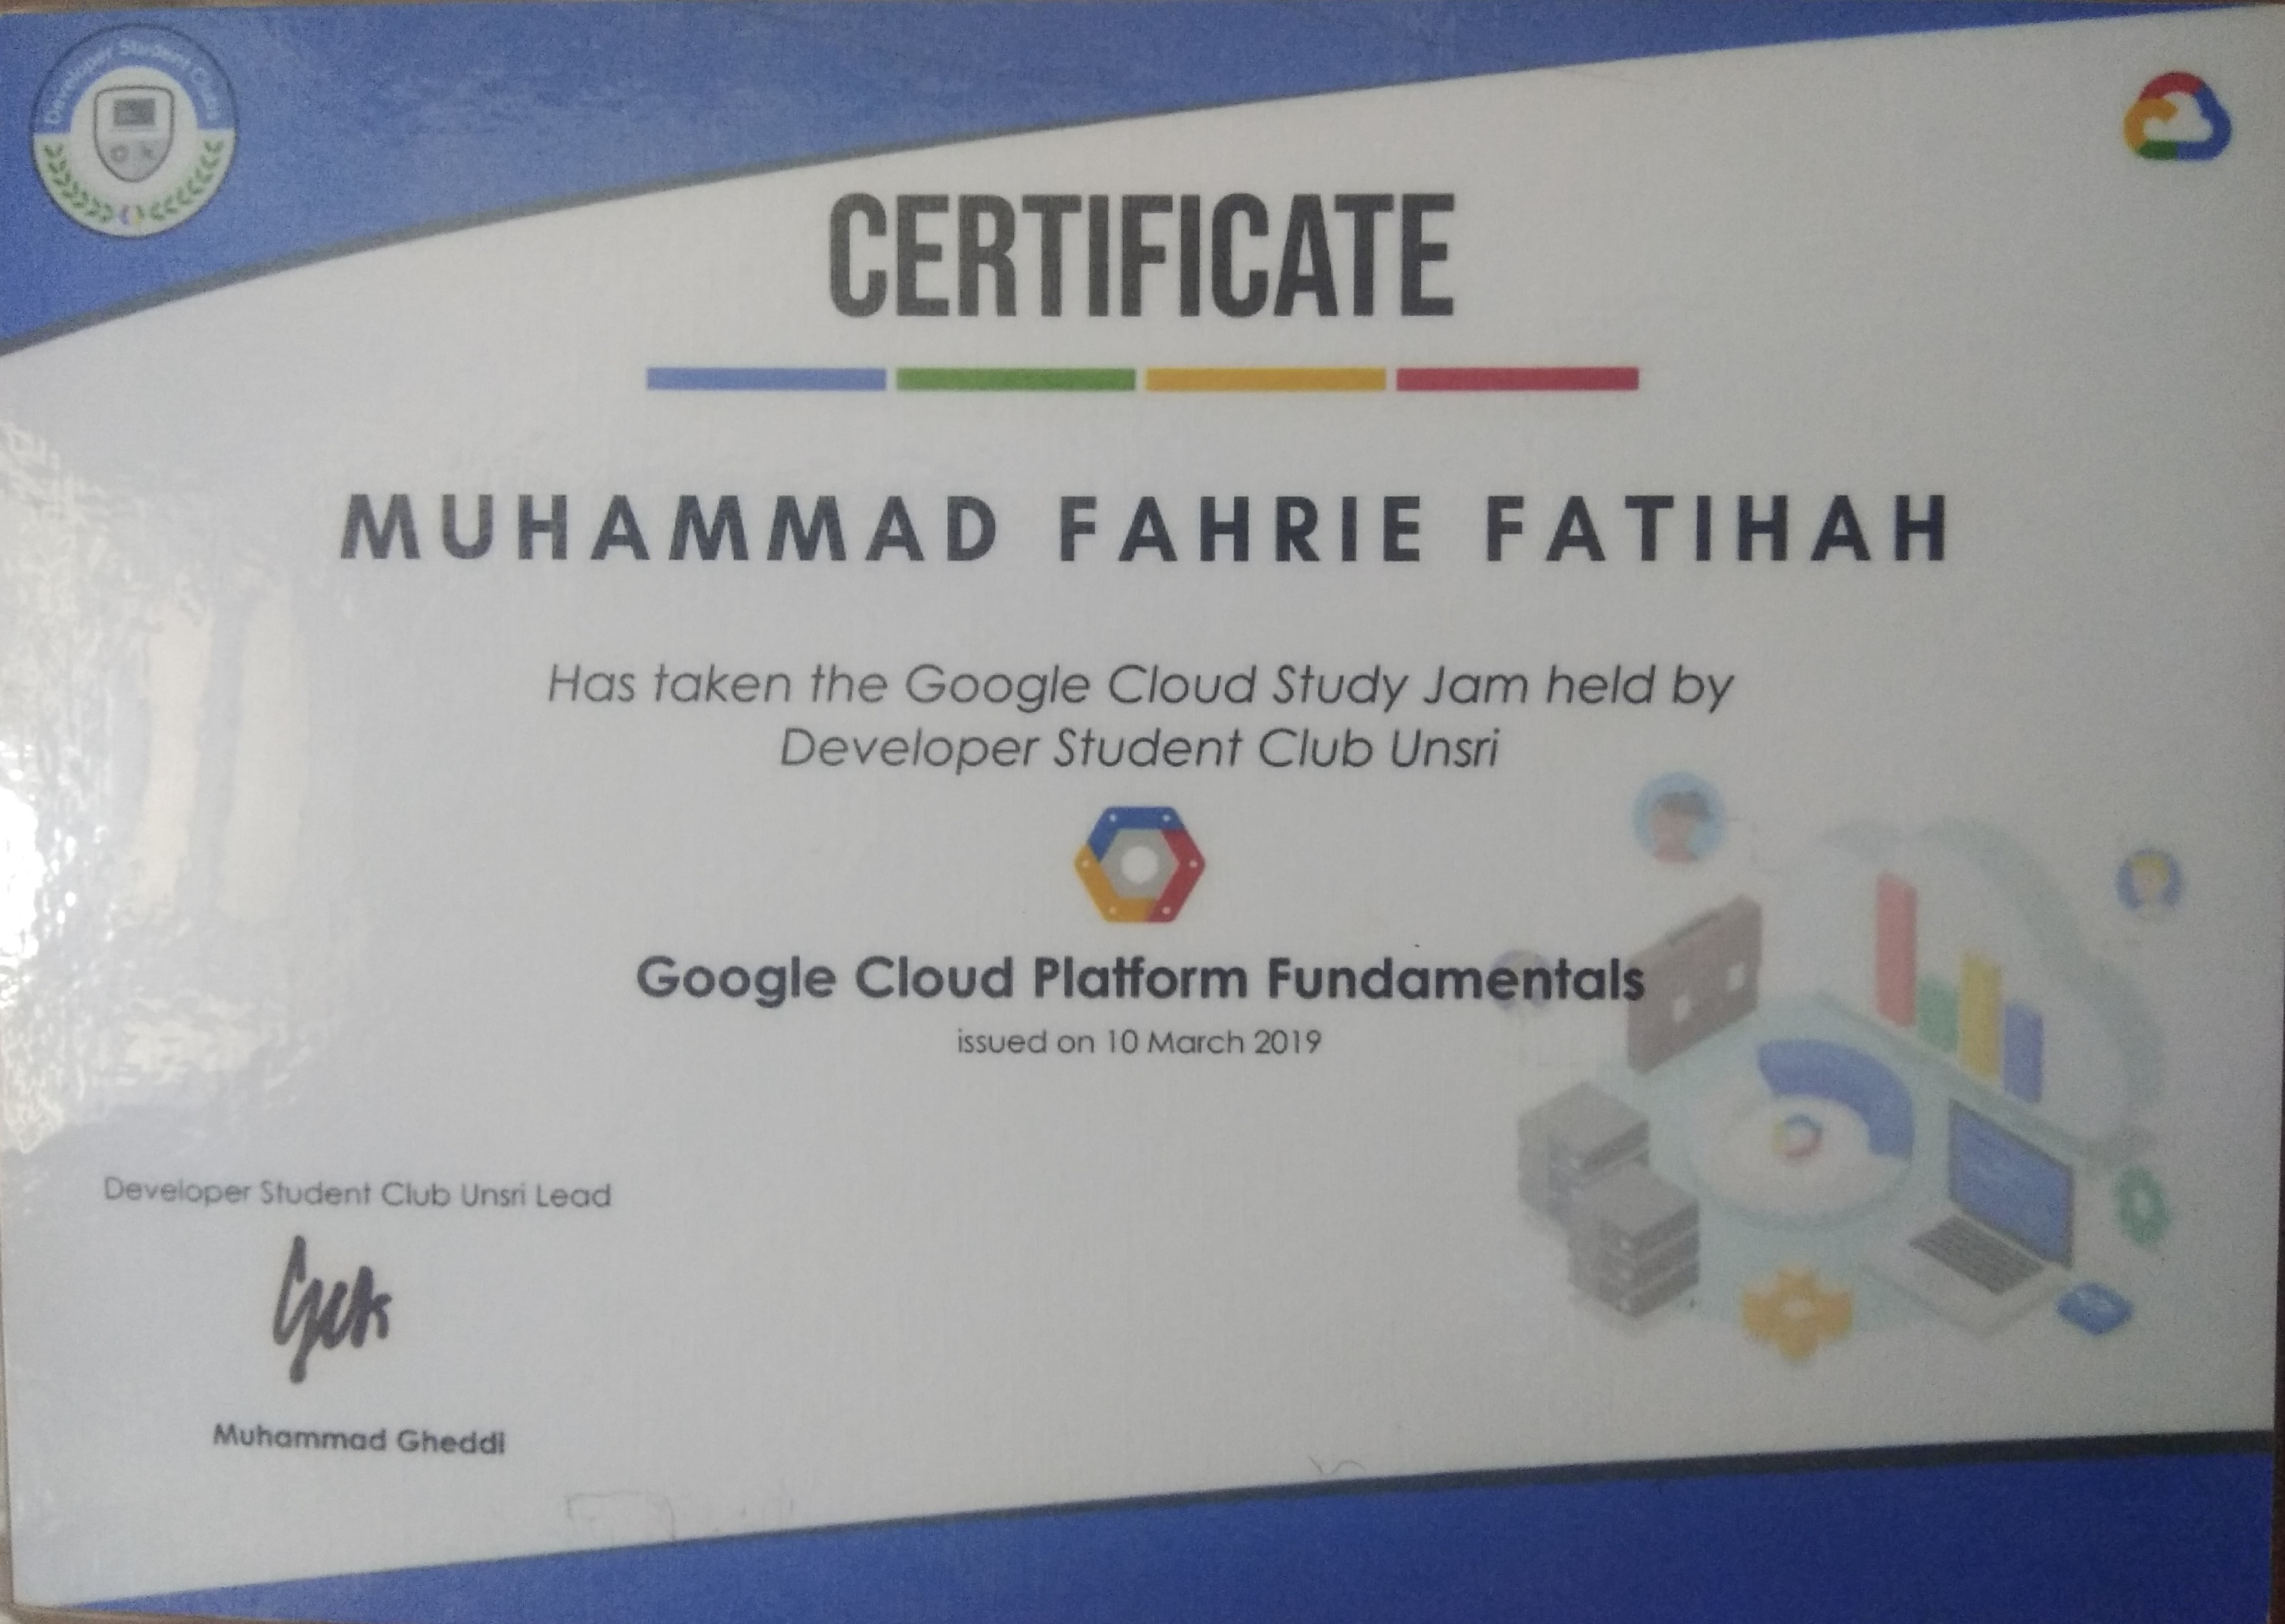 Developer Student Clubs
CERTIFICATE
MUHAMMAD FAHRIE FATIHAH
Has taken the Google Cloud Study Jam held by
Developer Student Club Unsri
Google Cloud Platform Fundamentals
issued on 10 March 2019
Developer Student Club Unsri Lead
Muhammad Gheddi